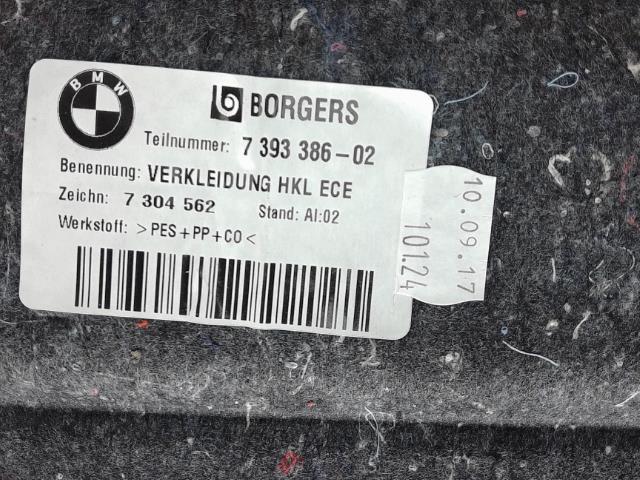 BMW
BORGERS
Teilnummer: 7 393 386-02
Benennung: VERKLEIDUNG HKL ECE
Zeichn: 7 304 562 Stand: AI:02
Werkstoff: >PES+PP+CO<
10.09.17
101.24